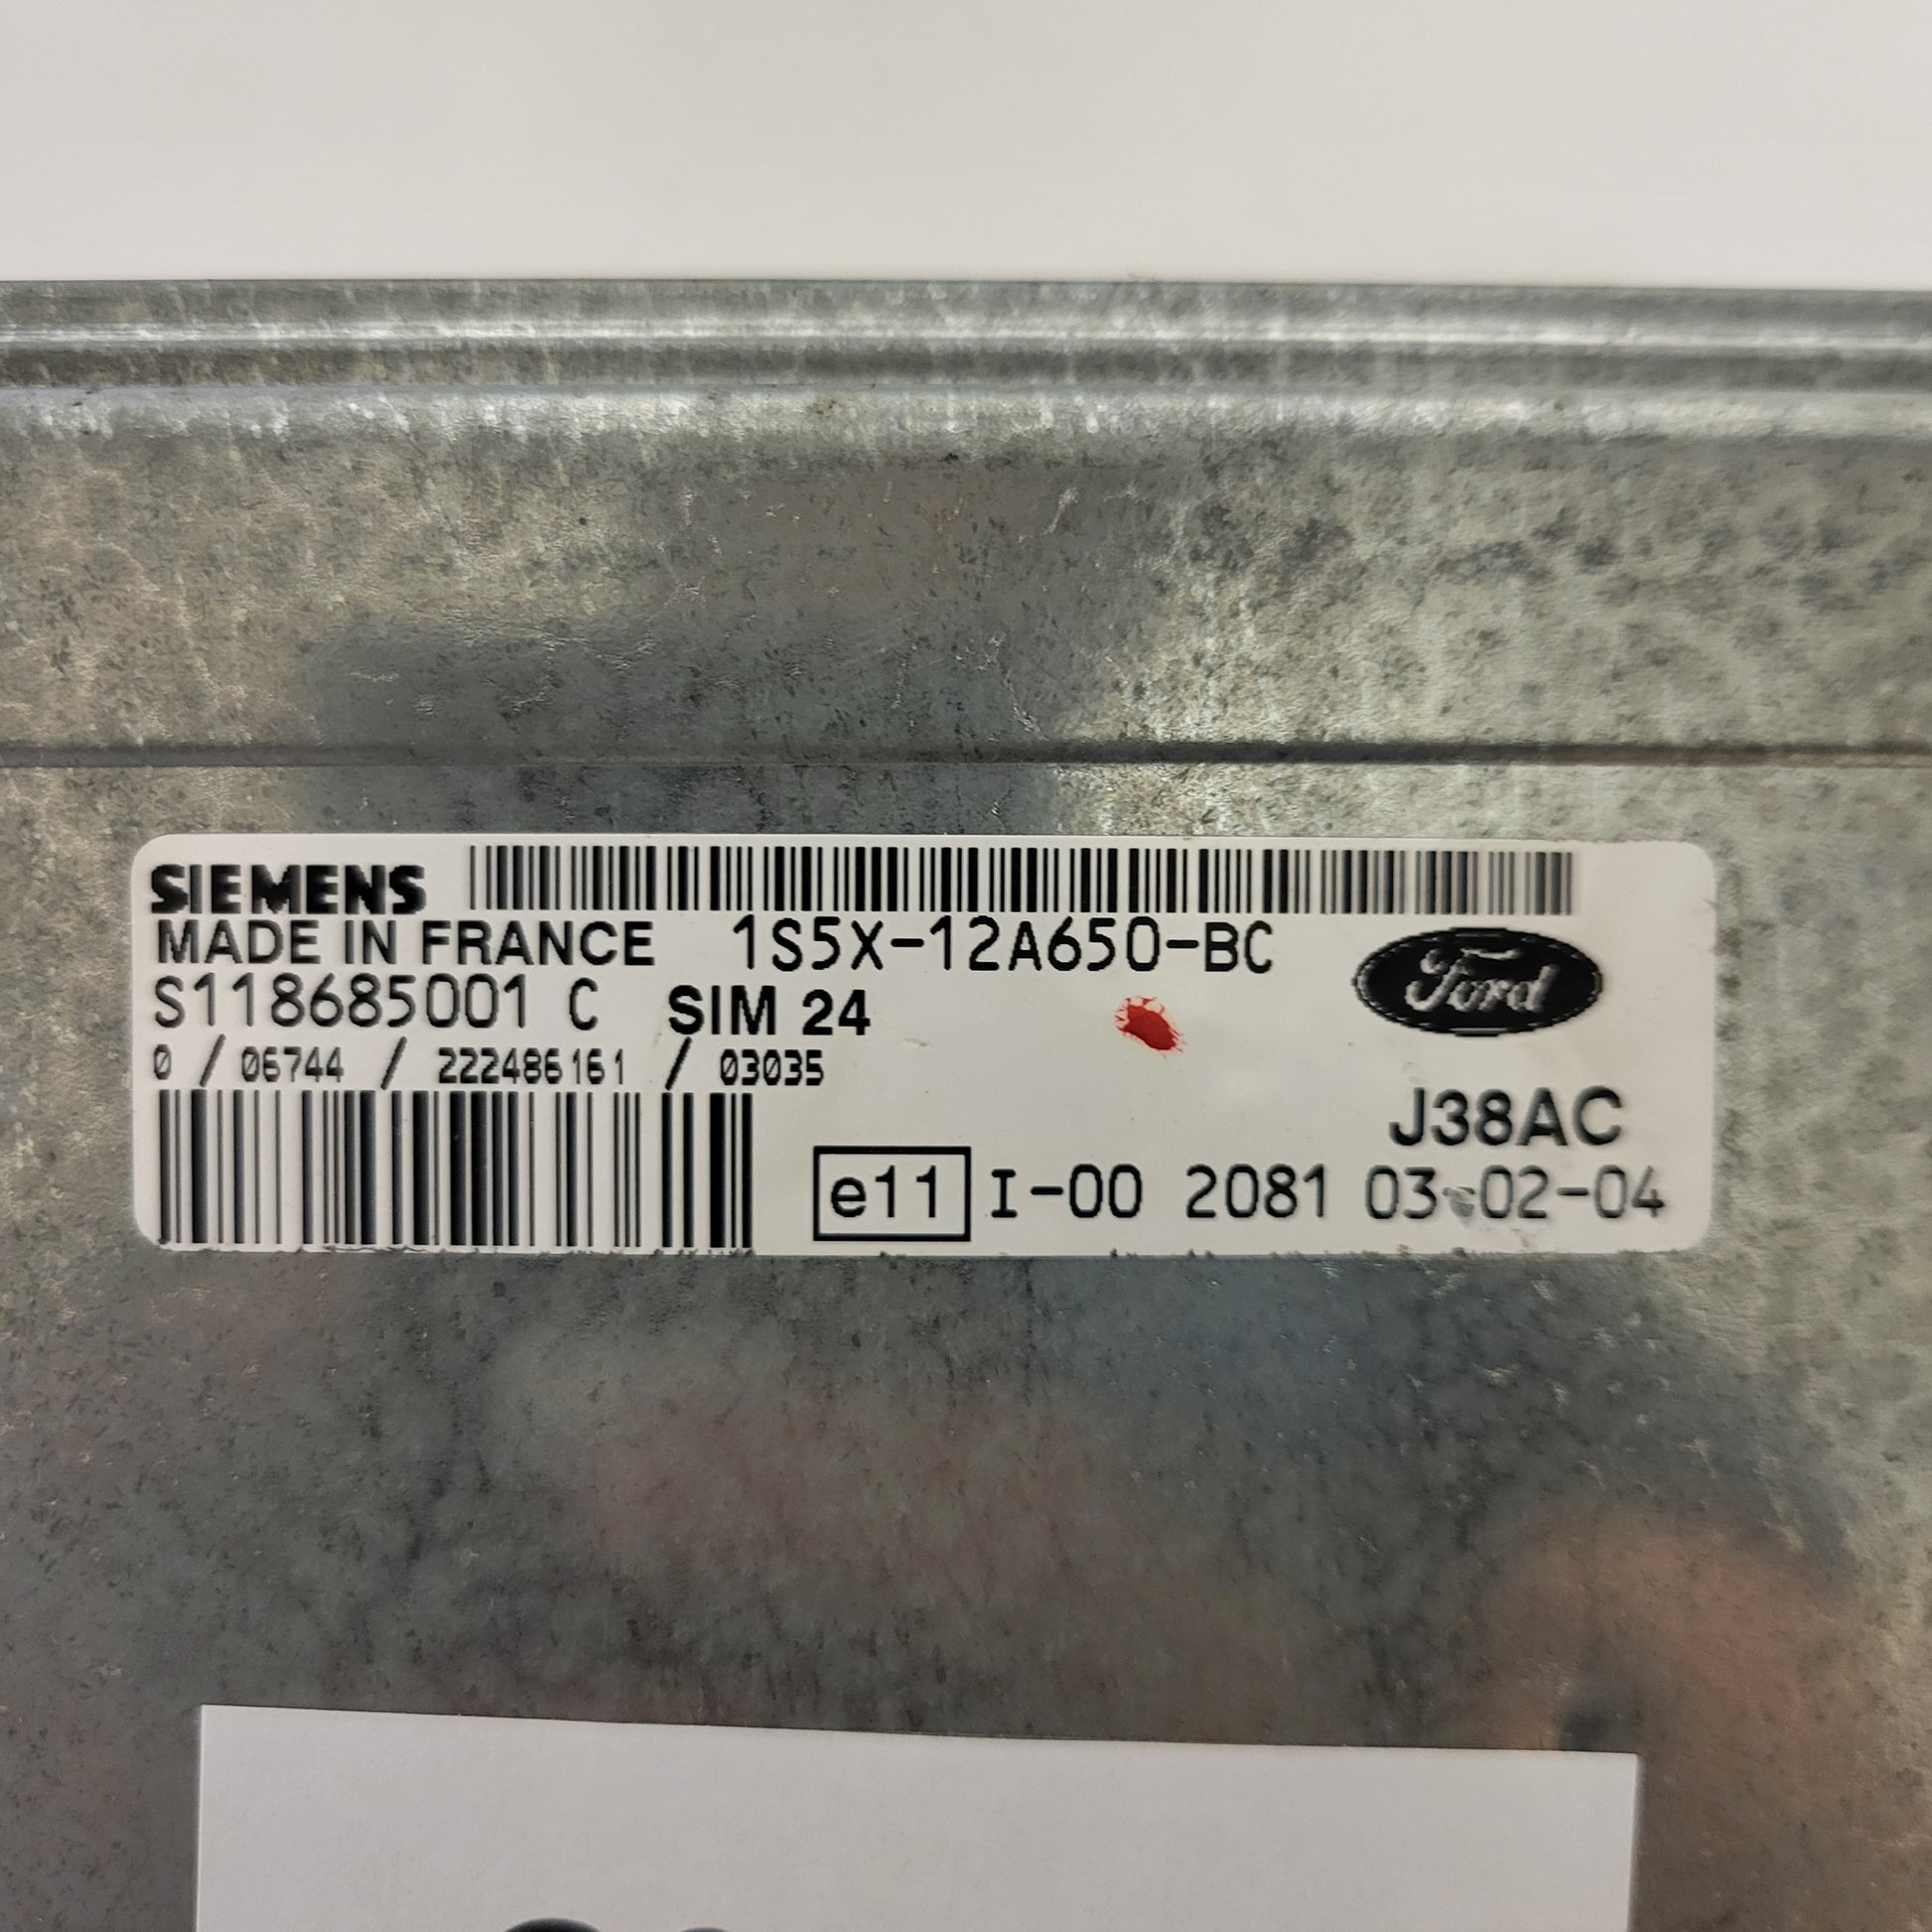 SIEMENS
MADE IN FRANCE 1S5X-12A650-BC
S118685001 C SIM 24
Ford
0 / 06744 / 222486161 / 03035
J38AC
e11 I-00 2081 03-02-04